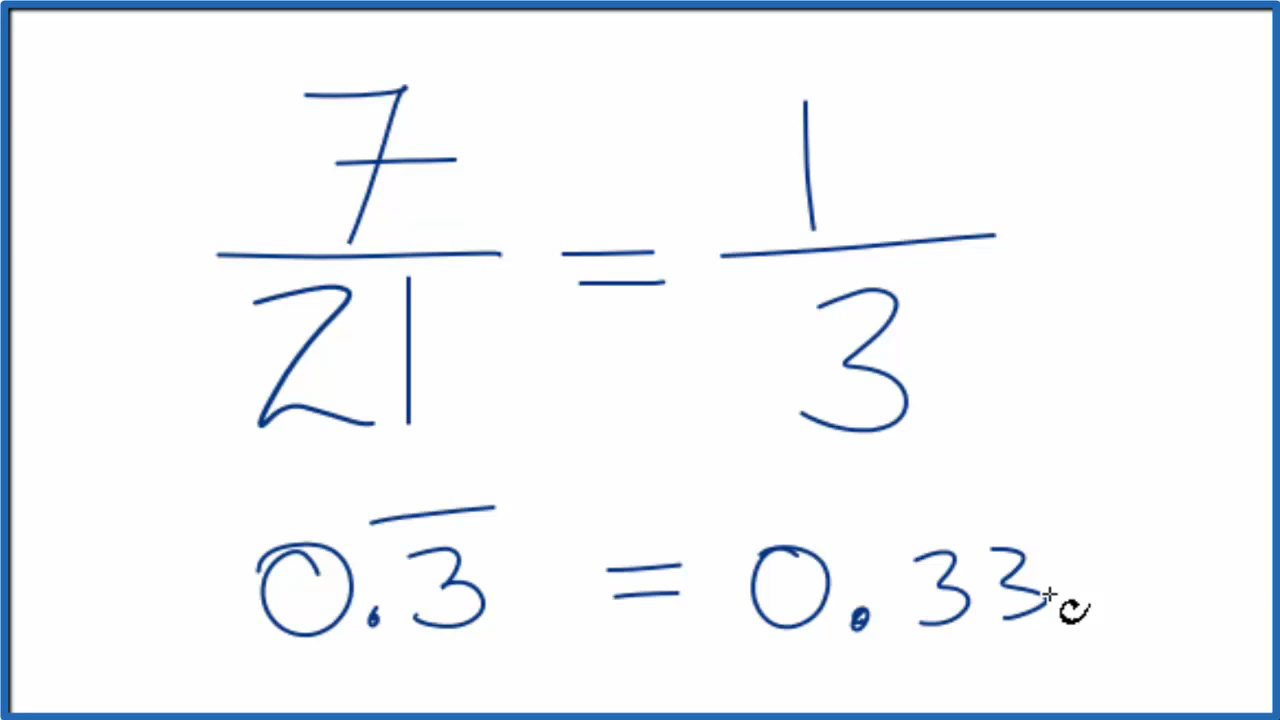 7/21 = 1/3
0.3̅ = 0.33